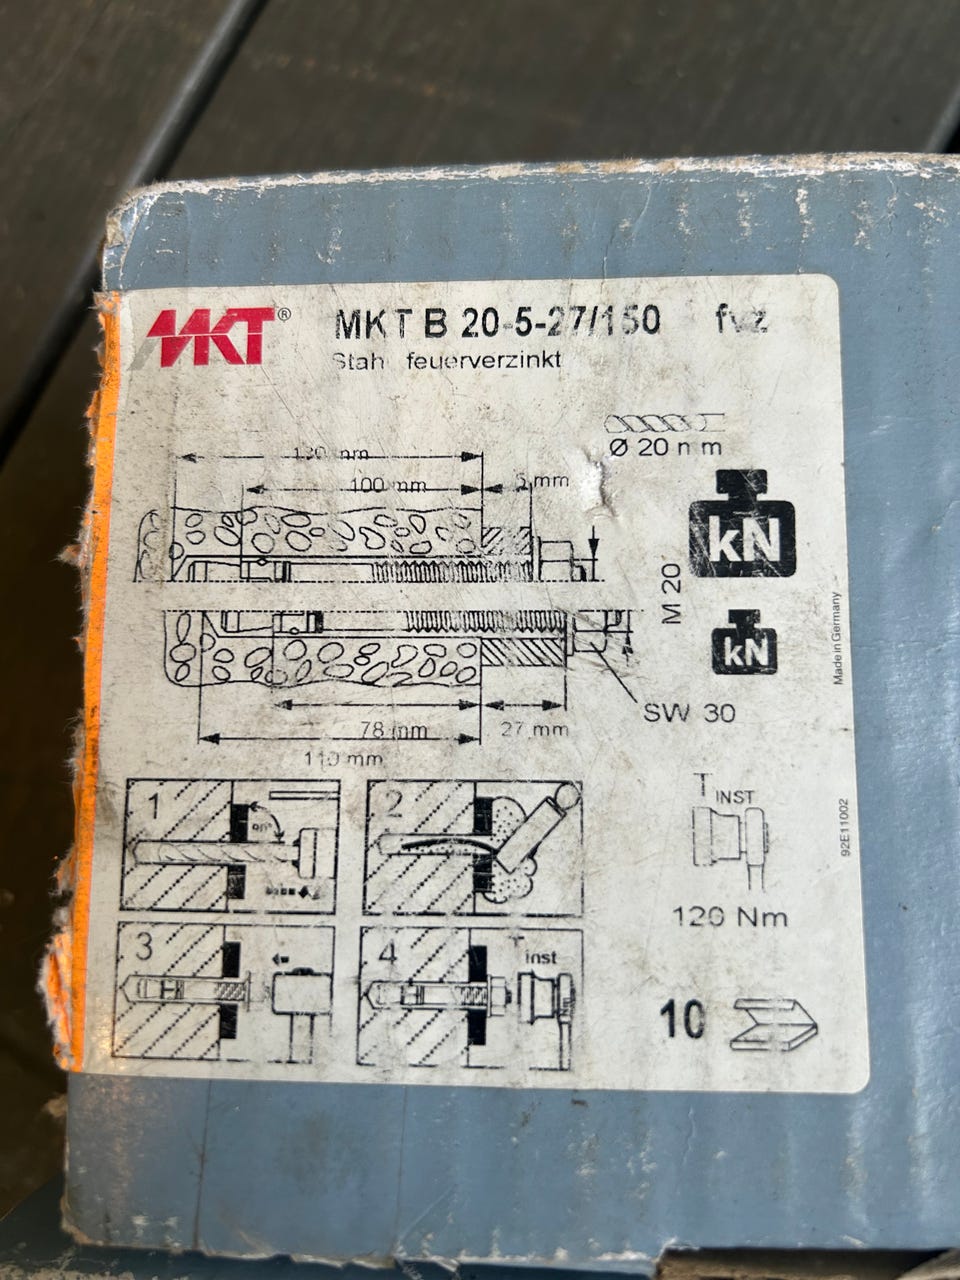 MKT®
MKT B 20-5-27/150 fvz
Stahl feuerverzinkt
Ø 20 mm
130 mm
100 mm
5 mm
kN
M 20
kN
Made in Germany
SW 30
78 mm
27 mm
110 mm
1
2
TINST
92E11002
120 Nm
3
4
Tinst
10